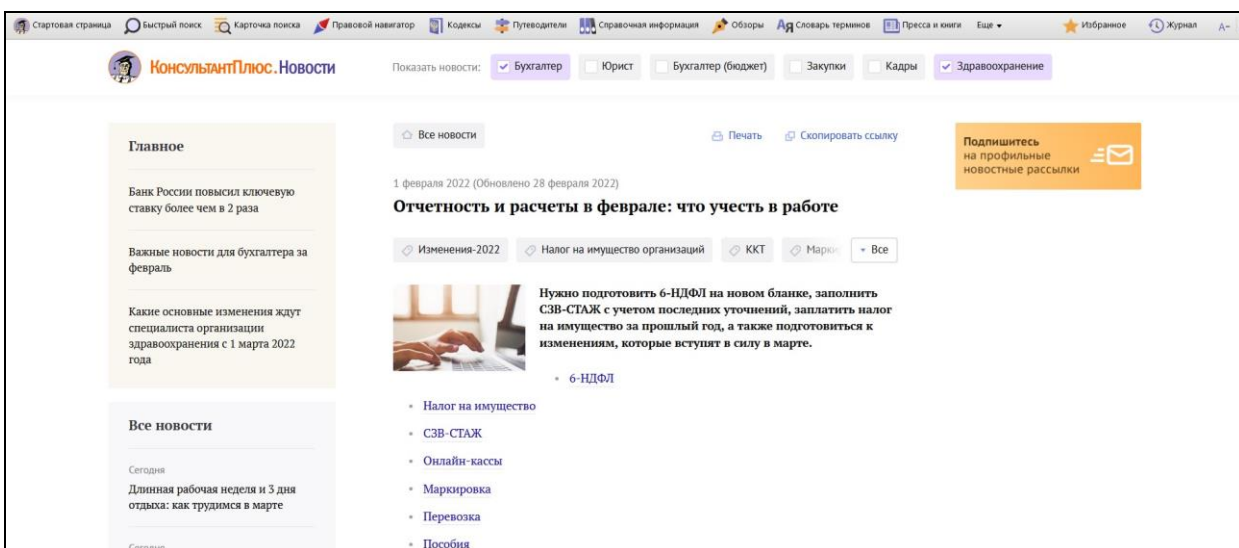 Стартовая страница Быстрый поиск Карточка поиска Правовой навигатор Кодексы Путеводители Справочная информация Обзоры Словарь терминов Пресса и книги Еще Избранное Журнал А-
КонсультантПлюс.Новости
Показать новости: Бухгалтер Юрист Бухгалтер (бюджет) Закупки Кадры Здравоохранение
Главное
Банк России повысил ключевую
ставку более чем в 2 раза
Важные новости для бухгалтера за
февраль
Какие основные изменения ждут
специалиста организации
здравоохранения с 1 марта 2022
года
Все новости
Сегодня
Длинная рабочая неделя и 3 дня
отдыха: как трудимся в марте
Сегодня
Все новости Печать Скопировать ссылку
1 февраля 2022 (Обновлено 28 февраля 2022)
Отчетность и расчеты в феврале: что учесть в работе
Изменения-2022 Налог на имущество организаций ККТ Все
Нужно подготовить 6-НДФЛ на новом бланке, заполнить
СЗВ-СТАЖ с учетом последних уточнений, заплатить налог
на имущество за прошлый год, а также подготовиться к
изменениям, которые вступят в силу в марте.
6-НДФЛ
Налог на имущество
СЗВ-СТАЖ
Онлайн-кассы
Маркировка
Перевозка
Пособия
Подпишитесь
на профильные
новостные рассылки